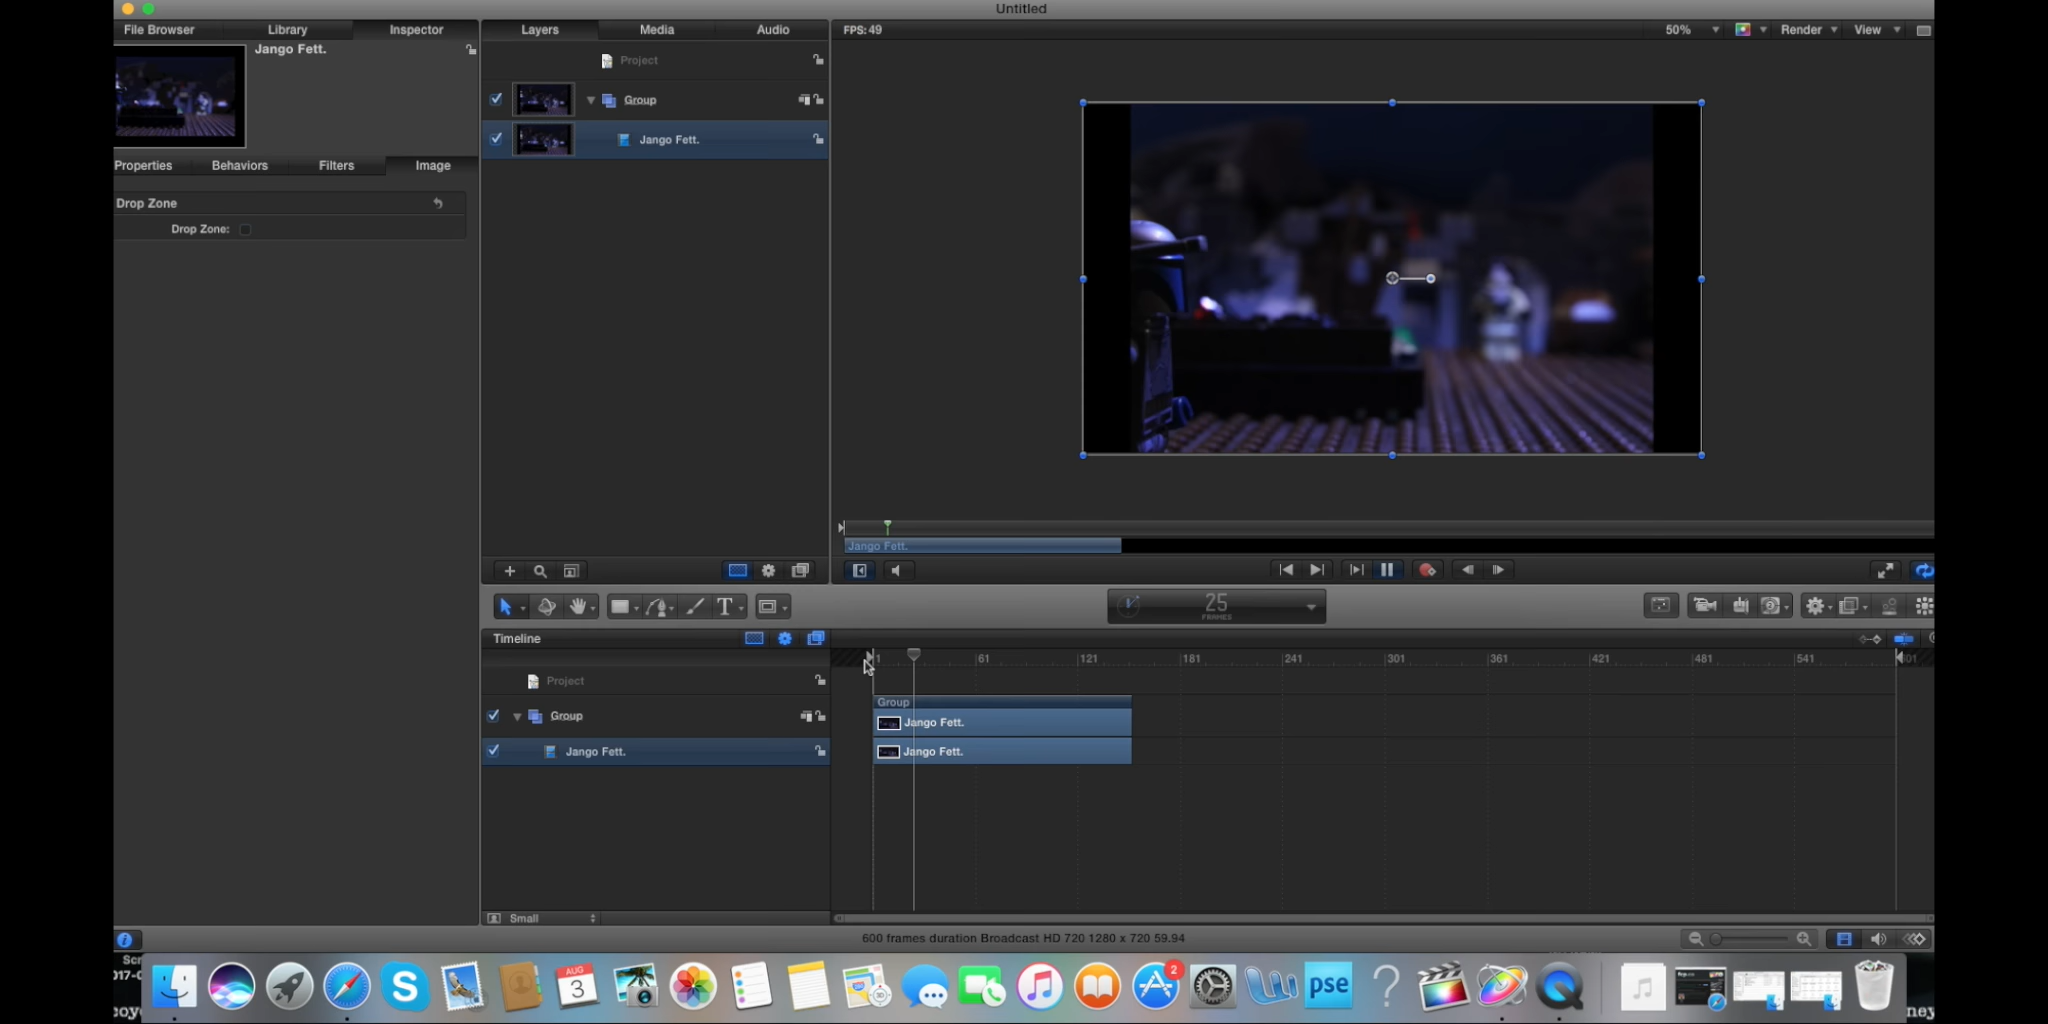 Untitled
File Browser Library Inspector
Layers Media Audio
FPS: 49
50% Render View
Jango Fett.
Project
Group
Jango Fett.
Properties Behaviors Filters Image
Drop Zone
Drop Zone:
Jango Fett.
T
25
FRAMES
Timeline
1 61 121 181 241 301 361 421 481 541
Project
Group
Group
Jango Fett.
Jango Fett.
Jango Fett.
Small
600 frames duration Broadcast HD 720 1280 x 720 59.94
AUG
3
2
pse